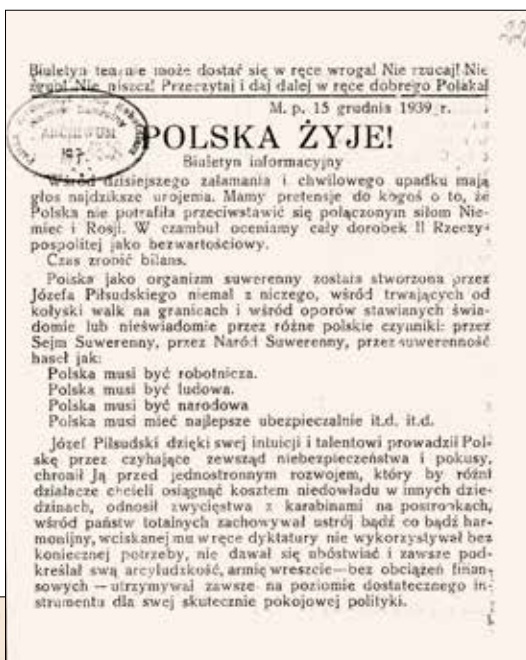 Biuletyn ten nie może dostać się w ręce wroga! Nie rzucaj! Nie
zgub! Nie niszcz! Przeczytaj i daj dalej w ręce dobrego Polaka!
M. p. 15 grudnia 1939 r.
ARCHIWUM
POLSKA ŻYJE!
Biuletyn informacyjny
Wśród dzisiejszego załamania i chwilowego upadku mają
głos najdziksze urojenia. Mamy pretensje do kogoś o to, że
Polska nie potrafiła przeciwstawić się połączonym siłom Nie-
miec i Rosji. W czambuł oceniamy cały dorobek II Rzeczy-
pospolitej jako bezwartościowy.
Czas zrobić bilans.
Polska jako organizm suwerenny została stworzona przez
Józefa Piłsudskiego niemal z niczego, wśród trwających od
kołyski walk na granicach i wśród oporów stawianych świa-
domie lub nieświadomie przez różne polskie czynniki: przez
Sejm Suwerenny, przez Naród Suwerenny, przez suwerenność
haseł jak:
Polska musi być robotnicza.
Polska musi być ludowa.
Polska musi być narodowa
Polska musi mieć najlepsze ubezpieczalnie it.d. it.d.
Józef Piłsudski dzięki swej intuicji i talentowi prowadził Pol-
skę przez czyhające zewsząd niebezpieczeństwa i pokusy,
chronił Ją przed jednostronnym rozwojem, który by różni
działacze chcieli osiągnąć kosztem niedowładu w innych dzie-
dzinach, odnosił zwycięstwa z karabinami na postronkach,
wśród państw totalnych zachowywał ustrój bądź co bądź har-
monijny, wciskanej mu w ręce dyktatury nie wykorzystywał bez
koniecznej potrzeby, nie dawał się ubóstwiać i zawsze pod-
kreślał swą arcyludzkość, armię wreszcie—bez obciążeń finan-
sowych — utrzymywał zawsze na poziomie dostatecznego in-
strumentu dla swej skutecznie pokojowej polityki.